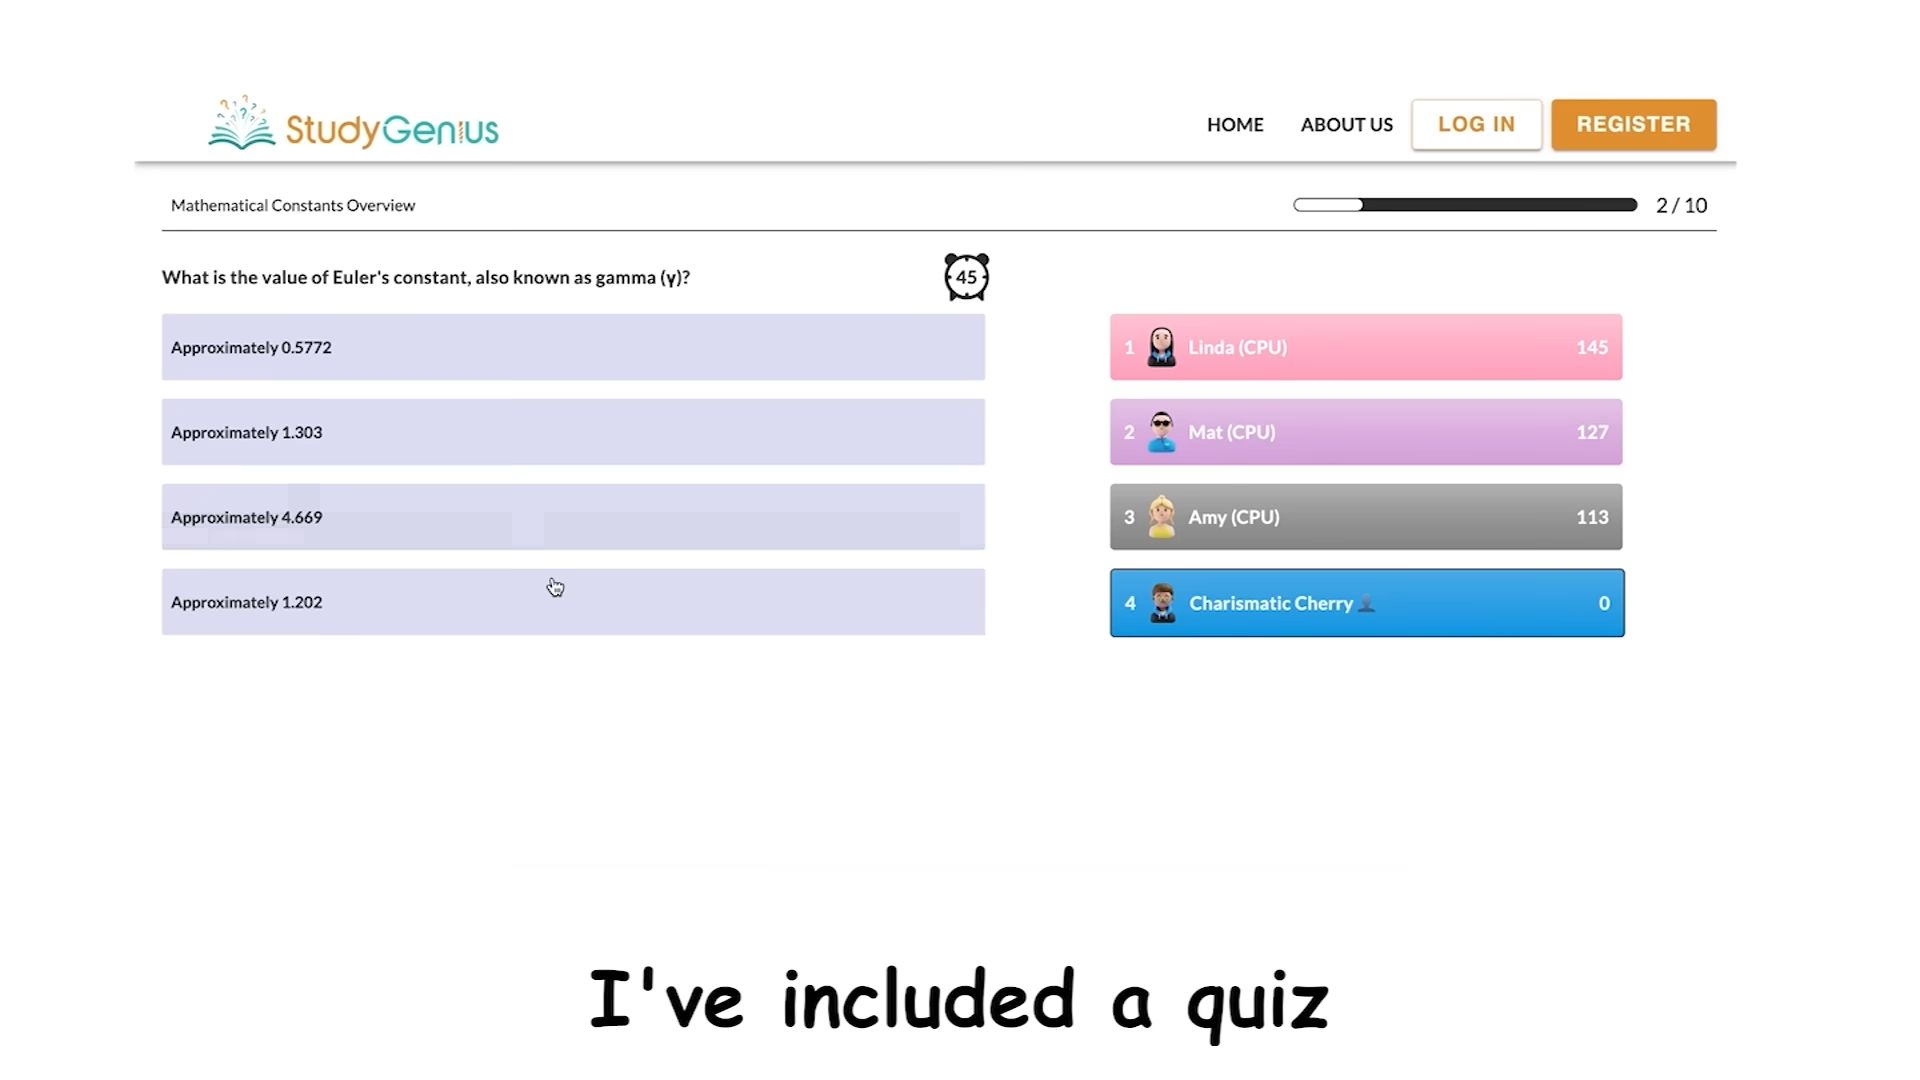 StudyGenius
HOME
ABOUT US
LOG IN
REGISTER
Mathematical Constants Overview
2 / 10
What is the value of Euler's constant, also known as gamma (γ)?
45
Approximately 0.5772
Approximately 1.303
Approximately 4.669
Approximately 1.202
1 Linda (CPU) 145
2 Mat (CPU) 127
3 Amy (CPU) 113
4 Charismatic Cherry 0
I've included a quiz